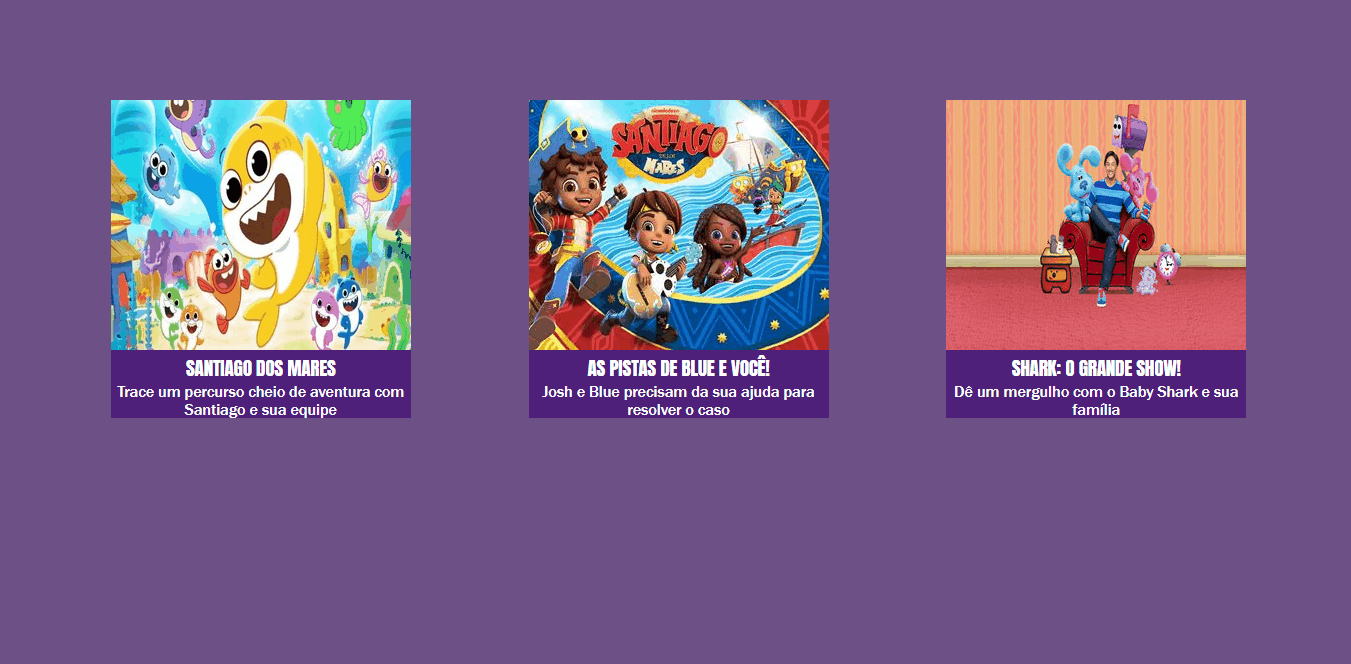 nickelodeon
SANTIAGO
DE LOS
MARES
SANTIAGO DOS MARES
Trace um percurso cheio de aventura com
Santiago e sua equipe
AS PISTAS DE BLUE E VOCÊ!
Josh e Blue precisam da sua ajuda para
resolver o caso
SHARK: O GRANDE SHOW!
Dê um mergulho com o Baby Shark e sua
família